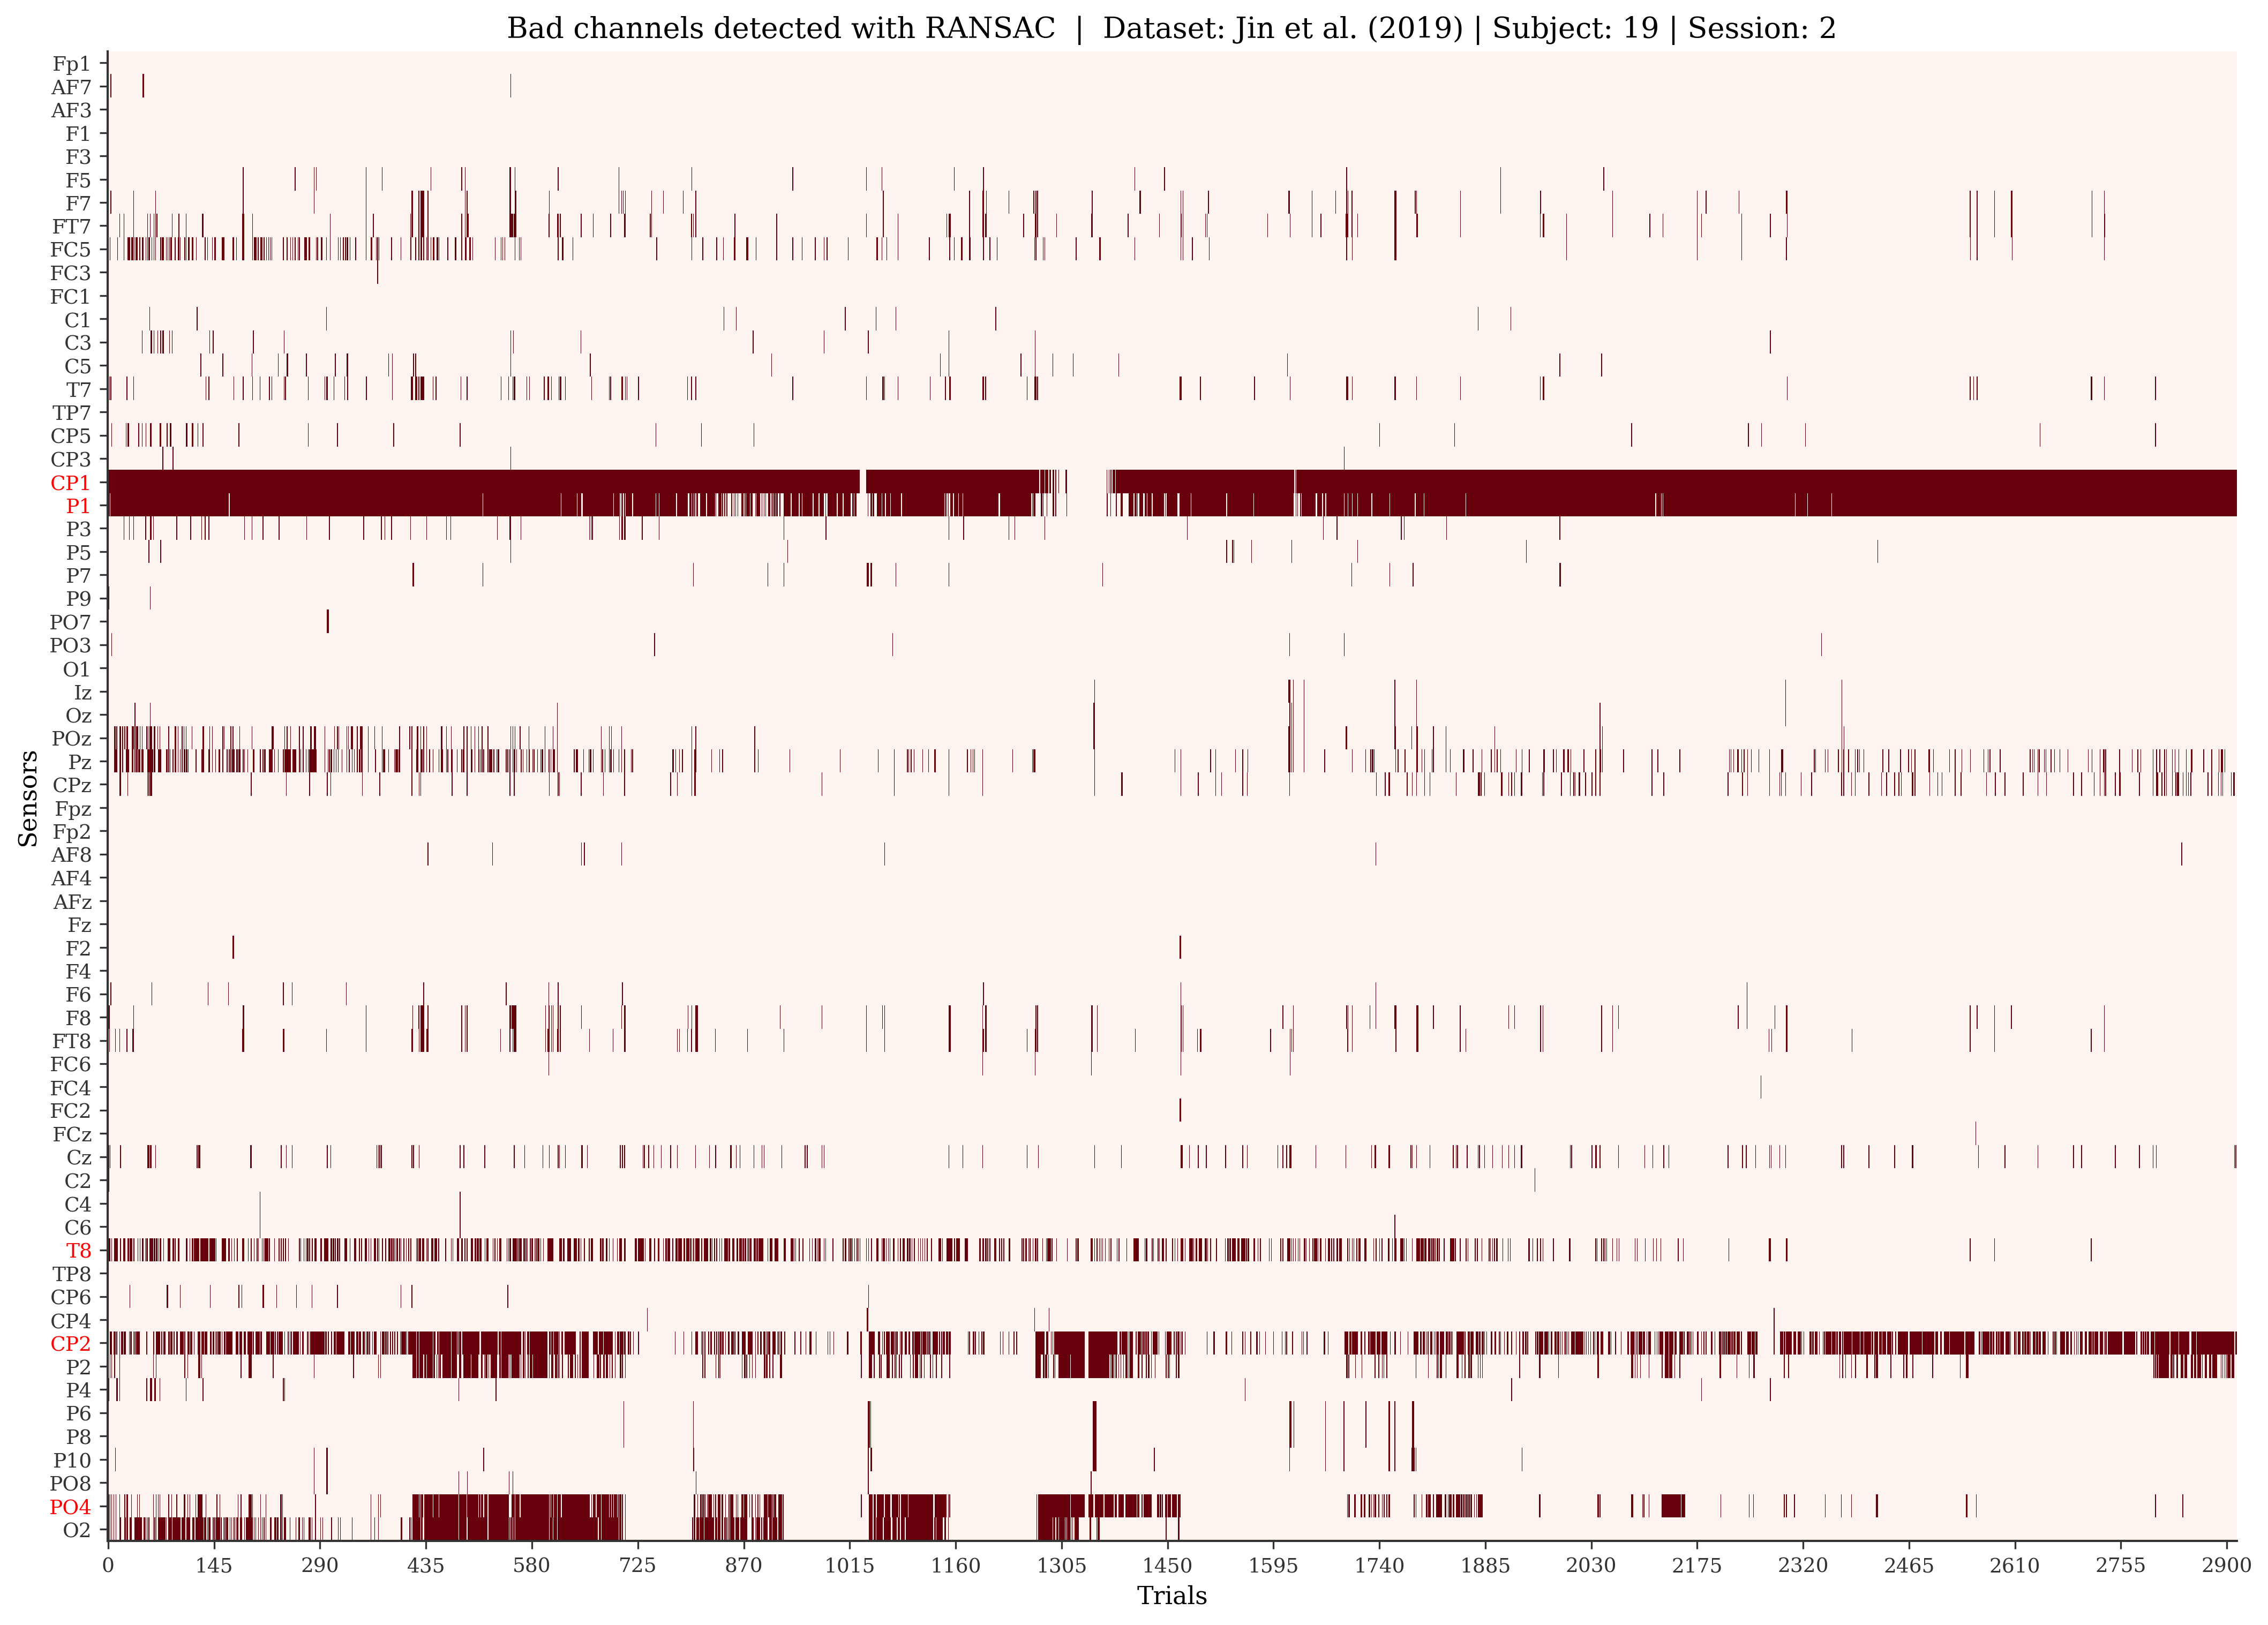 Bad channels detected with RANSAC | Dataset: Jin et al. (2019) | Subject: 19 | Session: 2
Sensors
Fp1
AF7
AF3
F1
F3
F5
F7
FT7
FC5
FC3
FC1
C1
C3
C5
T7
TP7
CP5
CP3
CP1
P1
P3
P5
P7
P9
PO7
PO3
O1
Iz
Oz
POz
Pz
CPz
Fpz
Fp2
AF8
AF4
AFz
Fz
F2
F4
F6
F8
FT8
FC6
FC4
FC2
FCz
Cz
C2
C4
C6
T8
TP8
CP6
CP4
CP2
P2
P4
P6
P8
P10
PO8
PO4
O2
0 145 290 435 580 725 870 1015 1160 1305 1450 1595 1740 1885 2030 2175 2320 2465 2610 2755 2900
Trials